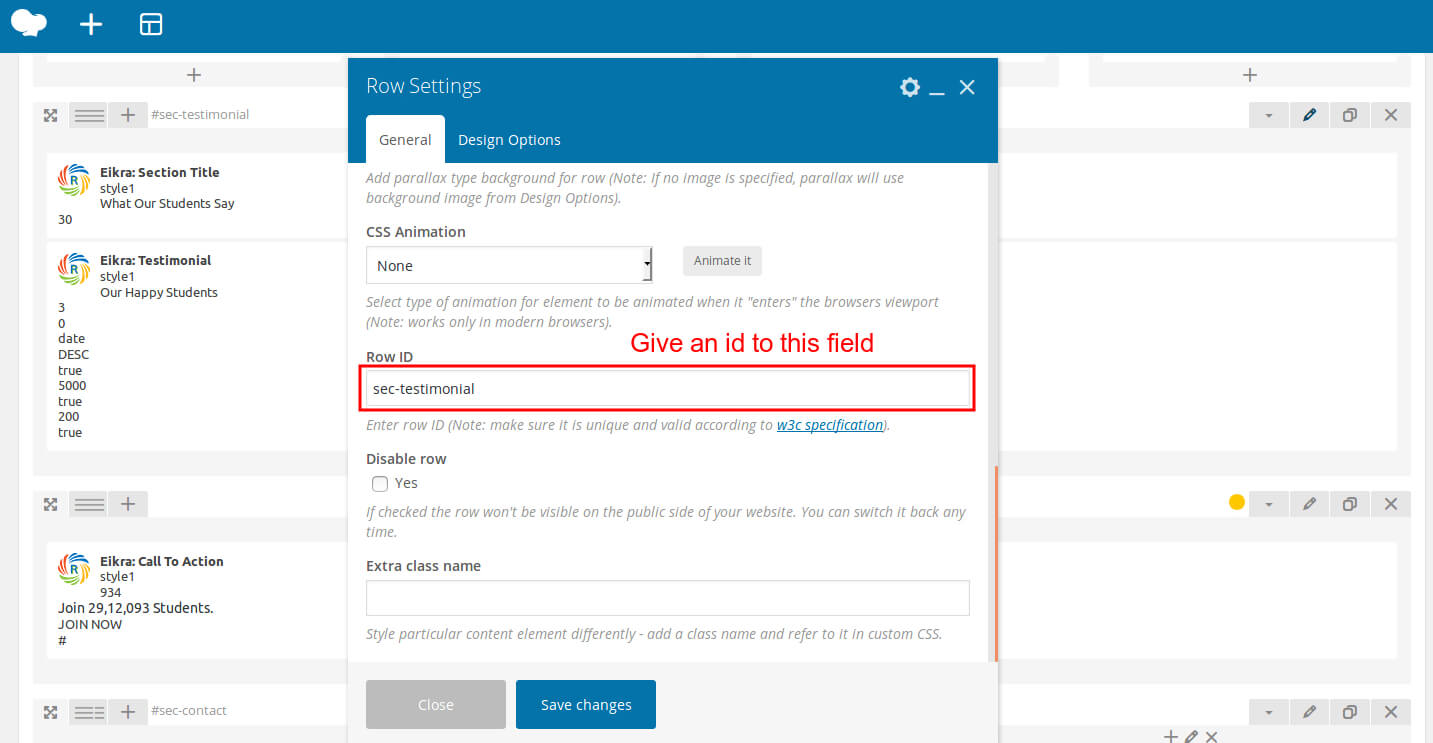 Row Settings
General
Design Options
Add parallax type background for row (Note: If no image is specified, parallax will use
background image from Design Options).
CSS Animation
None
Animate it
Select type of animation for element to be animated when it "enters" the browsers viewport
(Note: works only in modern browsers).
Give an id to this field
Row ID
sec-testimonial
Enter row ID (Note: make sure it is unique and valid according to w3c specification).
Disable row
Yes
If checked the row won't be visible on the public side of your website. You can switch it back any
time.
Extra class name
Style particular content element differently - add a class name and refer to it in custom CSS.
Close
Save changes
#sec-testimonial
R
Eikra: Section Title
style1
What Our Students Say
30
R
Eikra: Testimonial
style1
Our Happy Students
3
0
date
DESC
true
5000
true
200
true
R
Eikra: Call To Action
style1
934
Join 29,12,093 Students.
JOIN NOW
#
#sec-contact